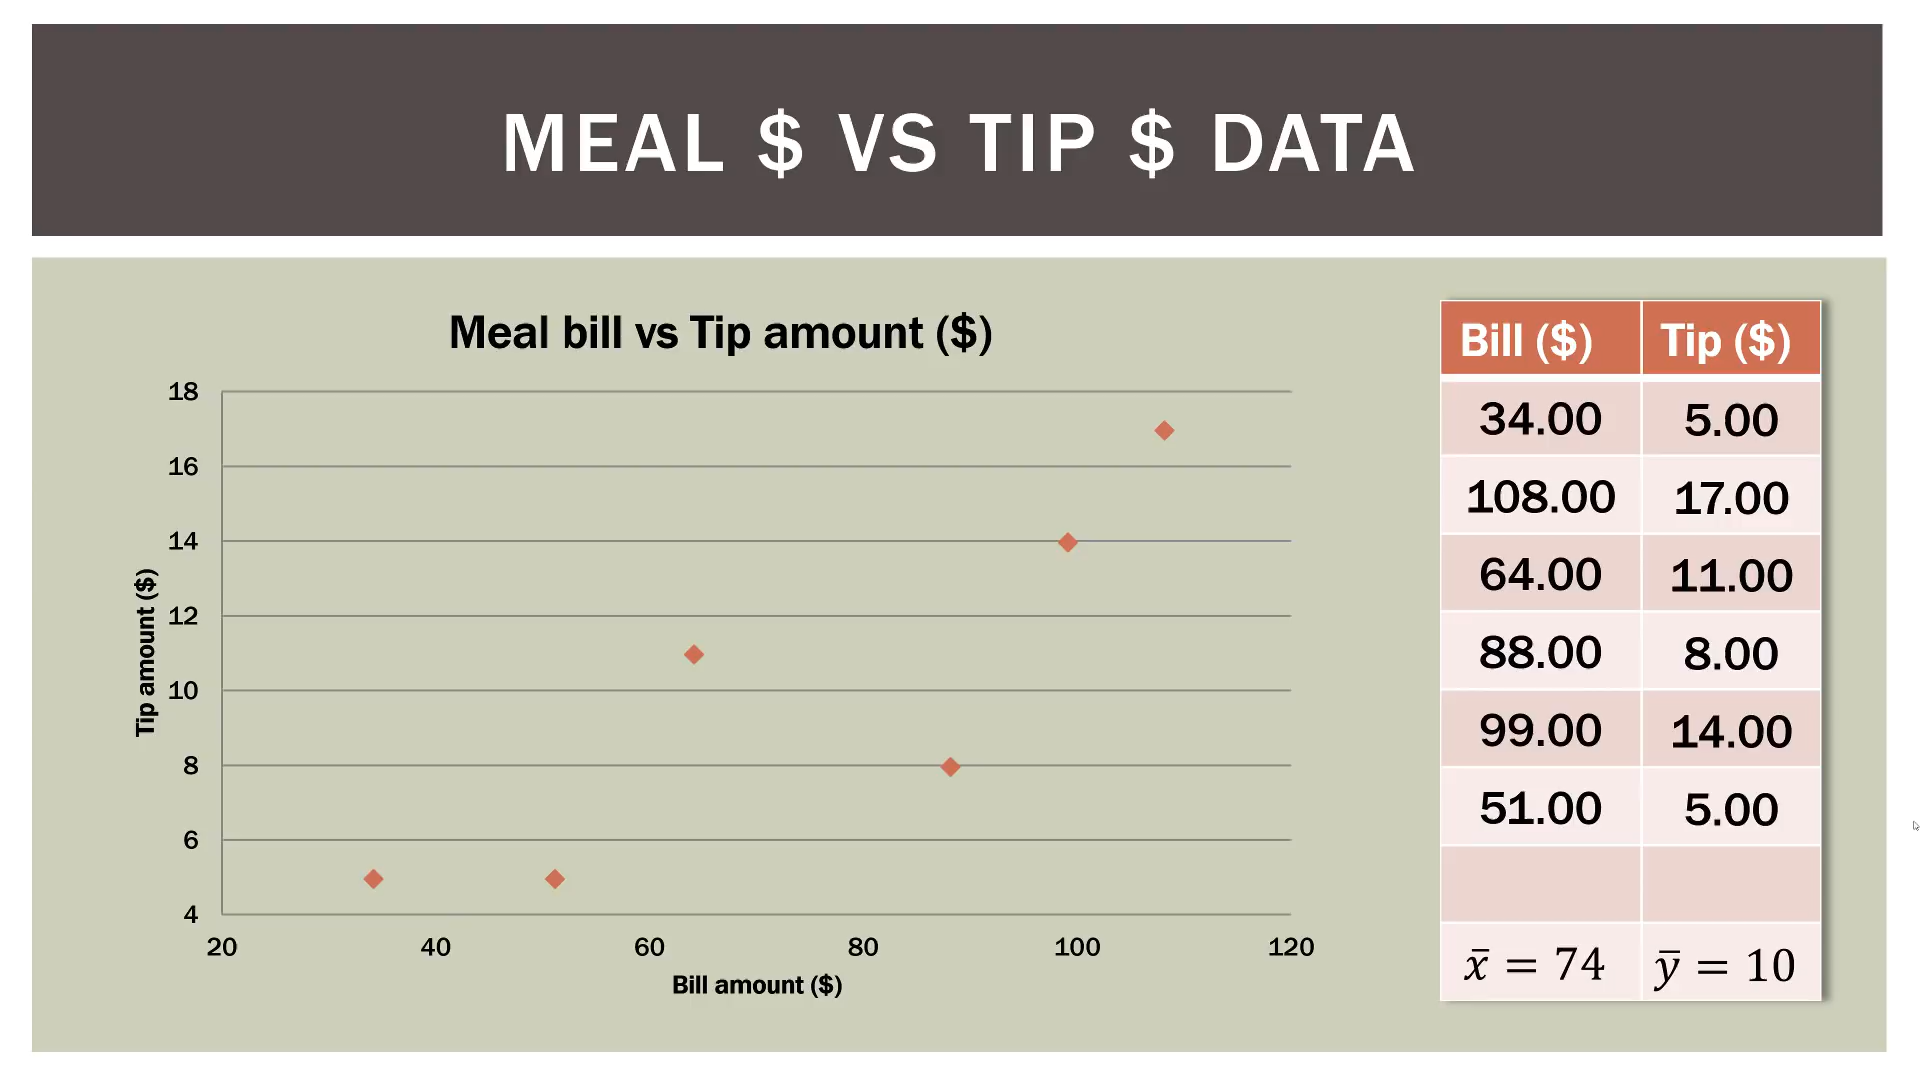 MEAL $ VS TIP $ DATA
Meal bill vs Tip amount ($)
18
16
14
12
10
8
6
4
Tip amount ($)
20 40 60 80 100 120
Bill amount ($)
Bill ($) Tip ($)
34.00 5.00
108.00 17.00
64.00 11.00
88.00 8.00
99.00 14.00
51.00 5.00
x̄ = 74 ȳ = 10